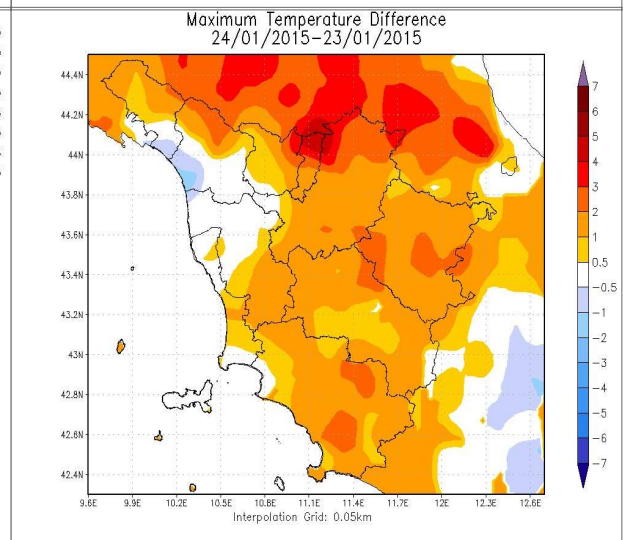 Maximum Temperature Difference
24/01/2015-23/01/2015
44.4N
44.2N
44N
43.8N
43.6N
43.4N
43.2N
43N
42.8N
42.6N
42.4N
9.6E 9.9E 10.2E 10.5E 10.8E 11.1E 11.4E 11.7E 12E 12.3E 12.6E
Interpolation Grid: 0.05km
7
6
5
4
3
2
1
0.5
-0.5
-1
-2
-3
-4
-5
-6
-7